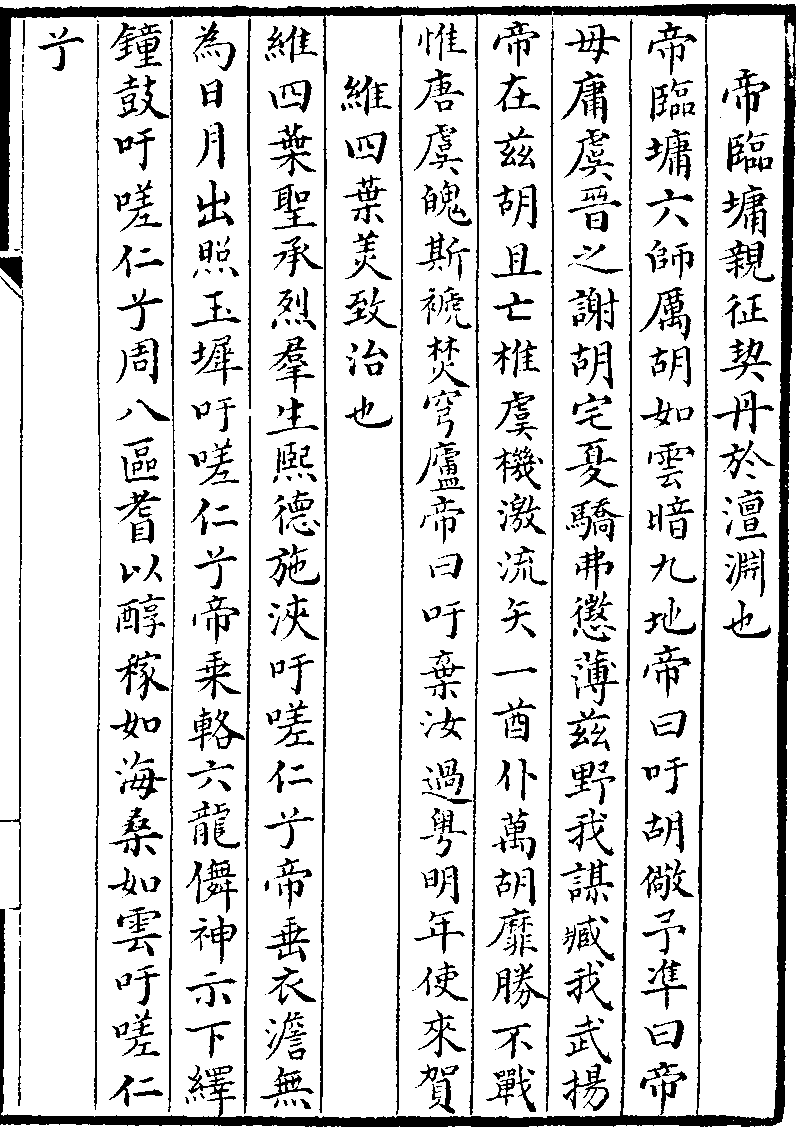 帝臨墉親征契丹於澶淵也
帝臨墉六師厲胡如雲暗九地帝曰吁胡儆予準曰帝
毋庸虞晉之謝胡宅憂驕弗懲薄兹野我謀臧我武揚
帝在兹胡且亡椎虞機激流矢一酋仆萬胡靡勝不戰
惟唐虞魄斯褫焚穹廬帝曰吁棄汝過粤明年使來賀
維四葉美致治也
維四葉聖承烈羣生熙德施浹吁嗟仁兮帝垂衣澹無
為日月出照玉墀吁嗟仁兮帝乘輅六龍儛神示下繹
鐘鼓吁嗟仁兮周八區耆以醇稼如海桑如雲吁嗟仁
兮